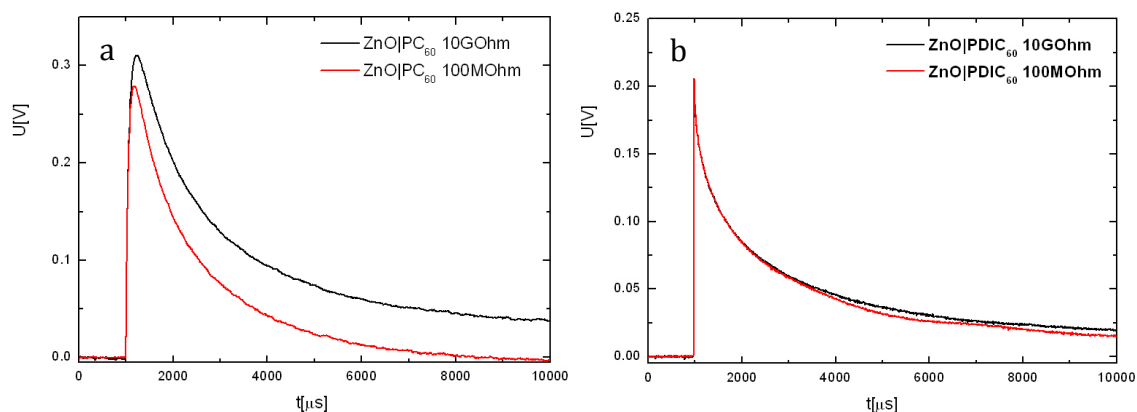 a
ZnO|PC₆₀ 10GOhm
ZnO|PC₆₀ 100MOhm
U[V]
0.3
0.2
0.1
0.0
0
2000
4000
6000
8000
10000
t[μs]
b
ZnO|PDIC₆₀ 10GOhm
ZnO|PDIC₆₀ 100MOhm
U[V]
0.25
0.20
0.15
0.10
0.05
0.00
0
2000
4000
6000
8000
10000
t[μs]